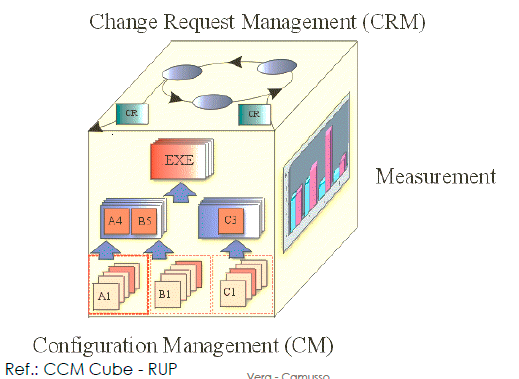 Change Request Management (CRM)
CR
CR
EXE
A4
B5
C3
Measurement
A1
B1
C1
Configuration Management (CM)
Ref.: CCM Cube - RUP
Vera - Camusso